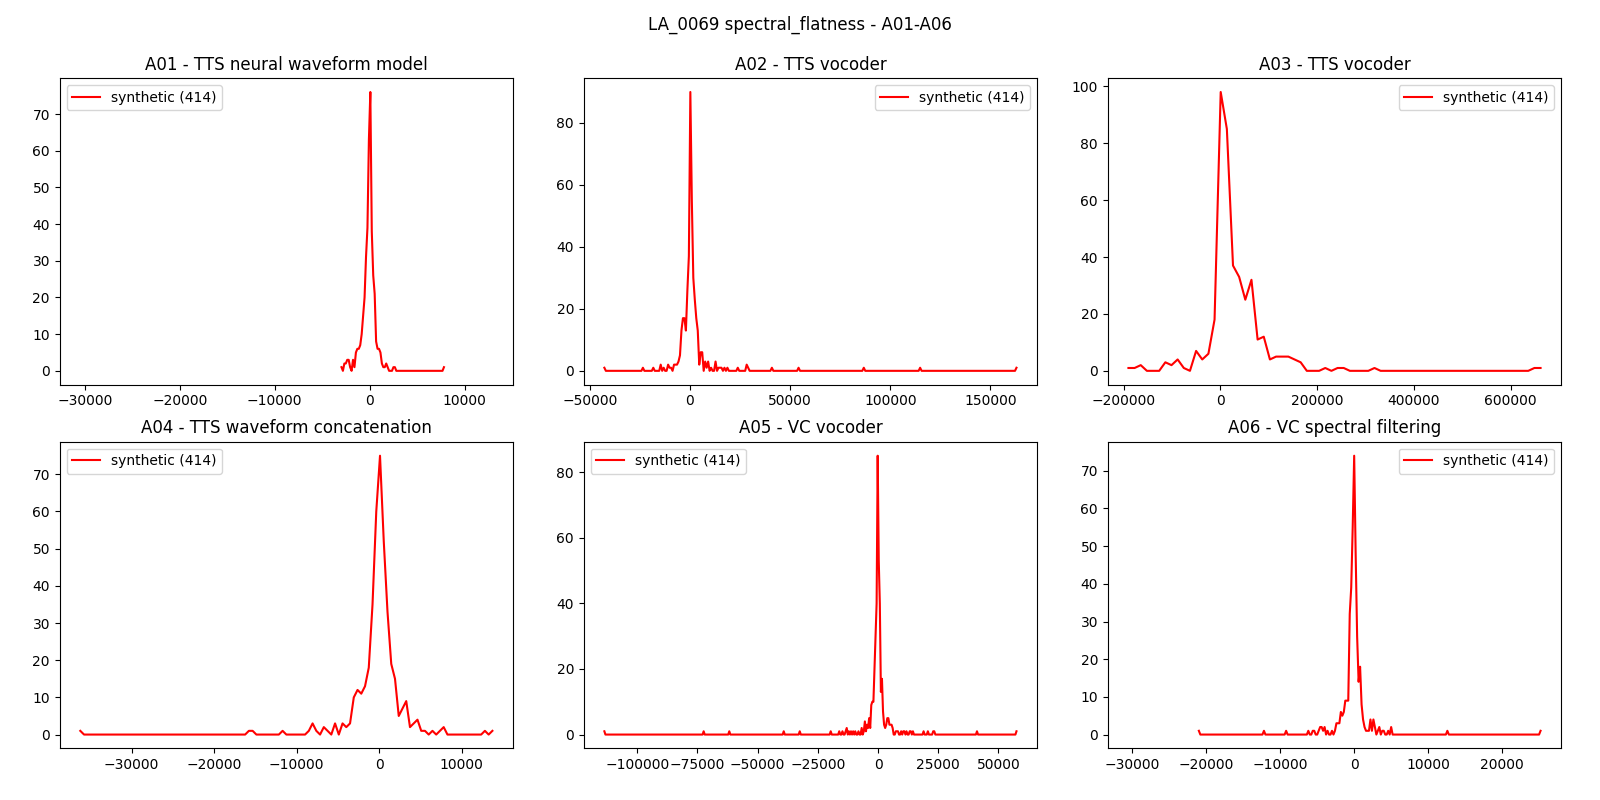 LA_0069 spectral_flatness - A01-A06
A01 - TTS neural waveform model
synthetic (414)
70
60
50
40
30
20
10
0
−30000 −20000 −10000 0 10000
A02 - TTS vocoder
synthetic (414)
80
60
40
20
0
−50000 0 50000 100000 150000
A03 - TTS vocoder
synthetic (414)
100
80
60
40
20
0
−200000 0 200000 400000 600000
A04 - TTS waveform concatenation
synthetic (414)
70
60
50
40
30
20
10
0
−30000 −20000 −10000 0 10000
A05 - VC vocoder
synthetic (414)
80
60
40
20
0
−100000 −75000 −50000 −25000 0 25000 50000
A06 - VC spectral filtering
synthetic (414)
70
60
50
40
30
20
10
0
−30000 −20000 −10000 0 10000 20000